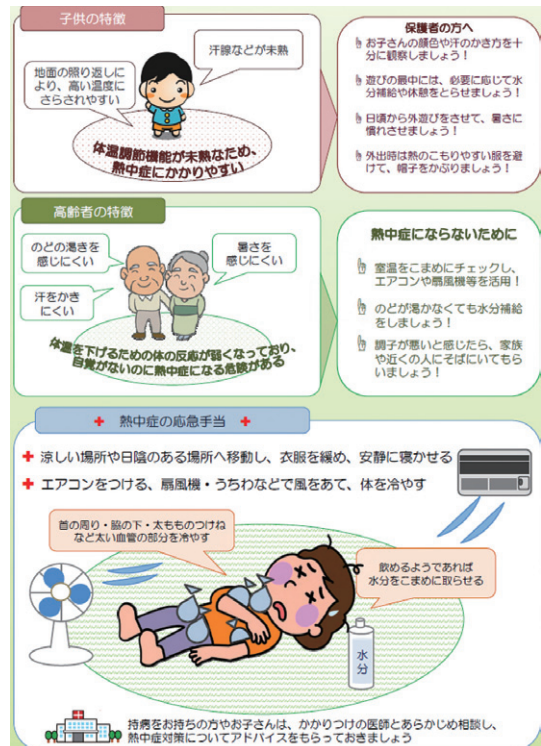 子供の特徴
汗腺などが未熟
地面の照り返しに
より、高い温度に
さらされやすい
体温調節機能が未熟なため、
熱中症にかかりやすい
保護者の方へ
お子さんの顔色や汗のかき方を十
分に観察しましょう！
遊びの最中には、必要に応じて水
分補給や休憩をとらせましょう！
日頃から外遊びをさせて、暑さに
慣れさせましょう！
外出時は熱のこもりやすい服を避
けて、帽子をかぶりましょう！
高齢者の特徴
のどの渇きを
感じにくい
暑さを
感じにくい
汗をかき
にくい
体温を下げるための体の反応が弱くなっており、
自覚がないのに熱中症になる危険がある
熱中症にならないために
室温をこまめにチェックし、
エアコンや扇風機等を活用！
のどが渇かなくても水分補給
をしましょう！
調子が悪いと感じたら、家族
や近くの人にそばにいてもら
いましょう！
熱中症の応急手当
涼しい場所や日陰のある場所へ移動し、衣服を緩め、安静に寝かせる
エアコンをつける、扇風機・うちわなどで風をあて、体を冷やす
首の周り・脇の下・太もものつけね
など太い血管の部分を冷やす
飲めるようであれば
水分をこまめに取らせる
水分
持病をお持ちの方やお子さんは、かかりつけの医師とあらかじめ相談し、
熱中症対策についてアドバイスをもらっておきましょう